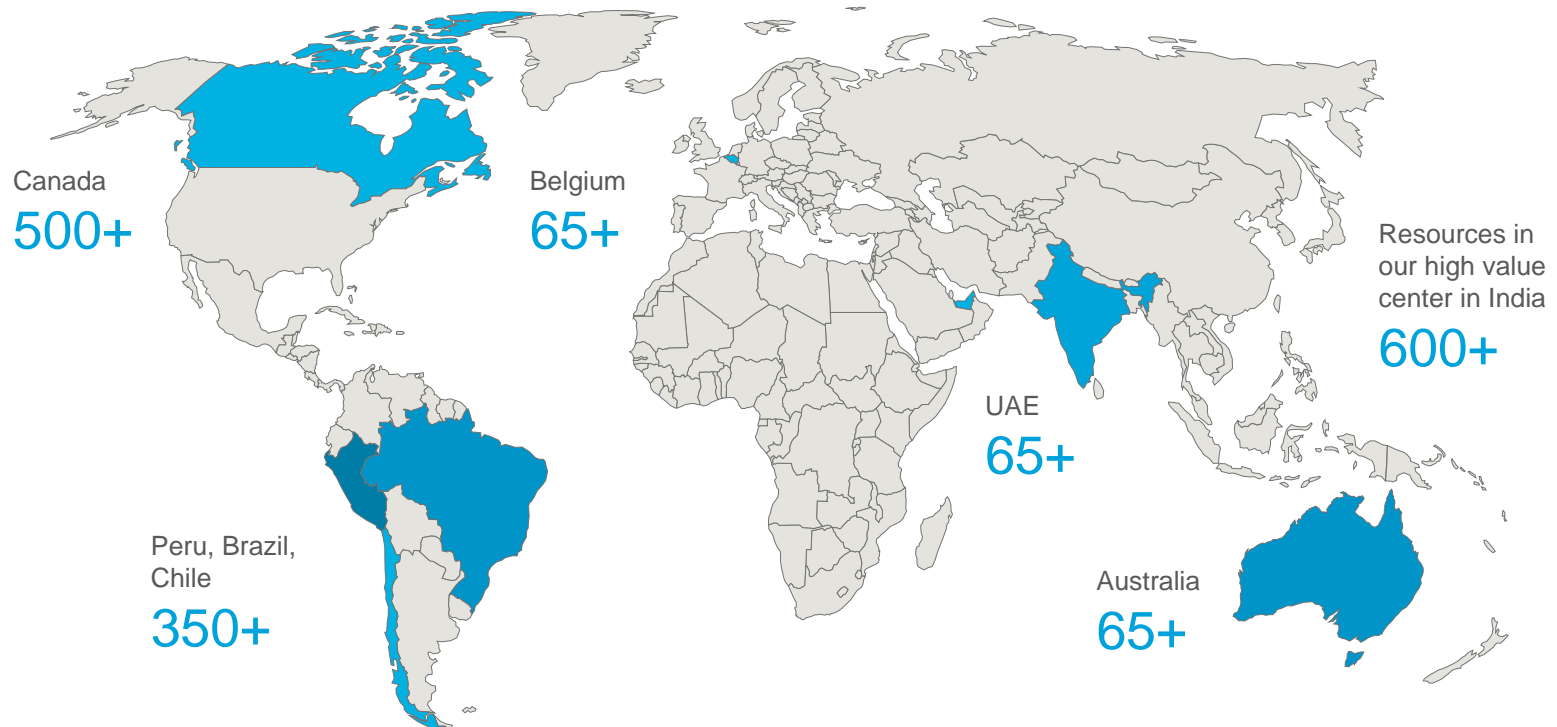 Canada
500+
Belgium
65+
Resources in
our high value
center in India
600+
UAE
65+
Peru, Brazil,
Chile
350+
Australia
65+